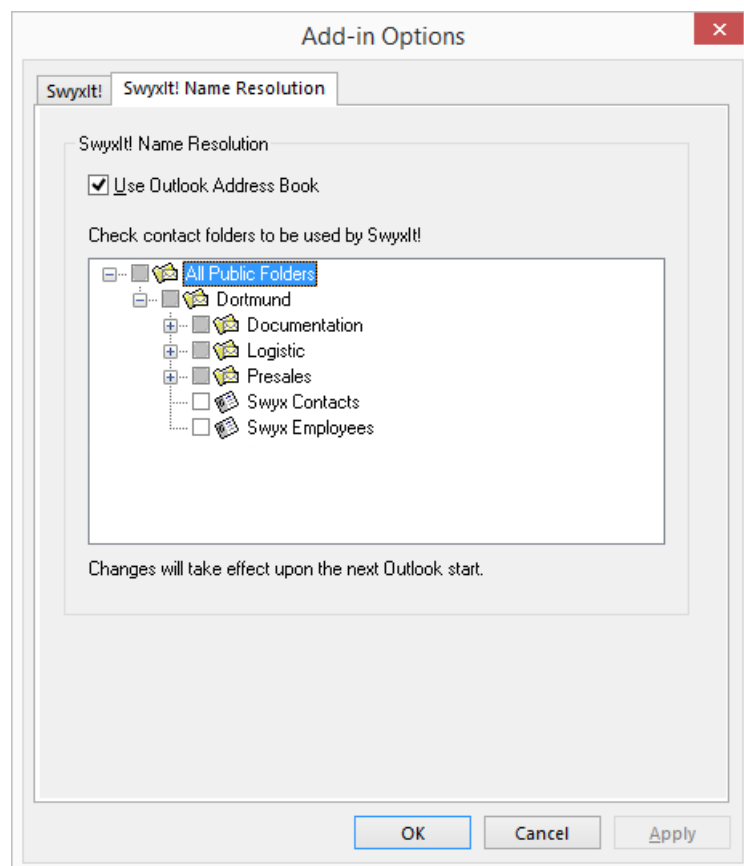 Add-in Options
SwyxIt!
SwyxIt! Name Resolution
SwyxIt! Name Resolution
Use Outlook Address Book
Check contact folders to be used by SwyxIt!
All Public Folders
Dortmund
Documentation
Logistic
Presales
Swyx Contacts
Swyx Employees
Changes will take effect upon the next Outlook start.
OK
Cancel
Apply